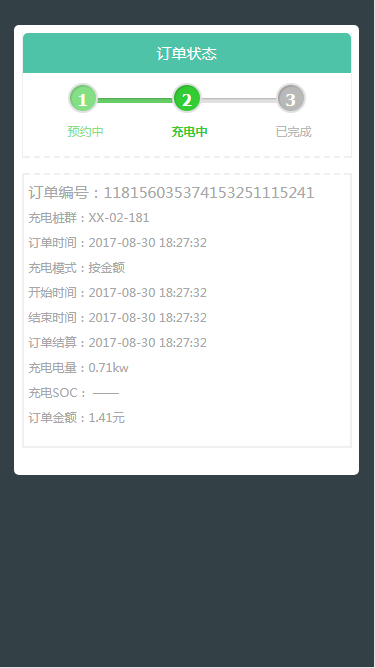 订单状态
1 2 3
预约中 充电中 已完成
订单编号：118156035374153251115241
充电桩群：XX-02-181
订单时间：2017-08-30 18:27:32
充电模式：按金额
开始时间：2017-08-30 18:27:32
结束时间：2017-08-30 18:27:32
订单结算：2017-08-30 18:27:32
充电电量：0.71kw
充电SOC： ——
订单金额：1.41元